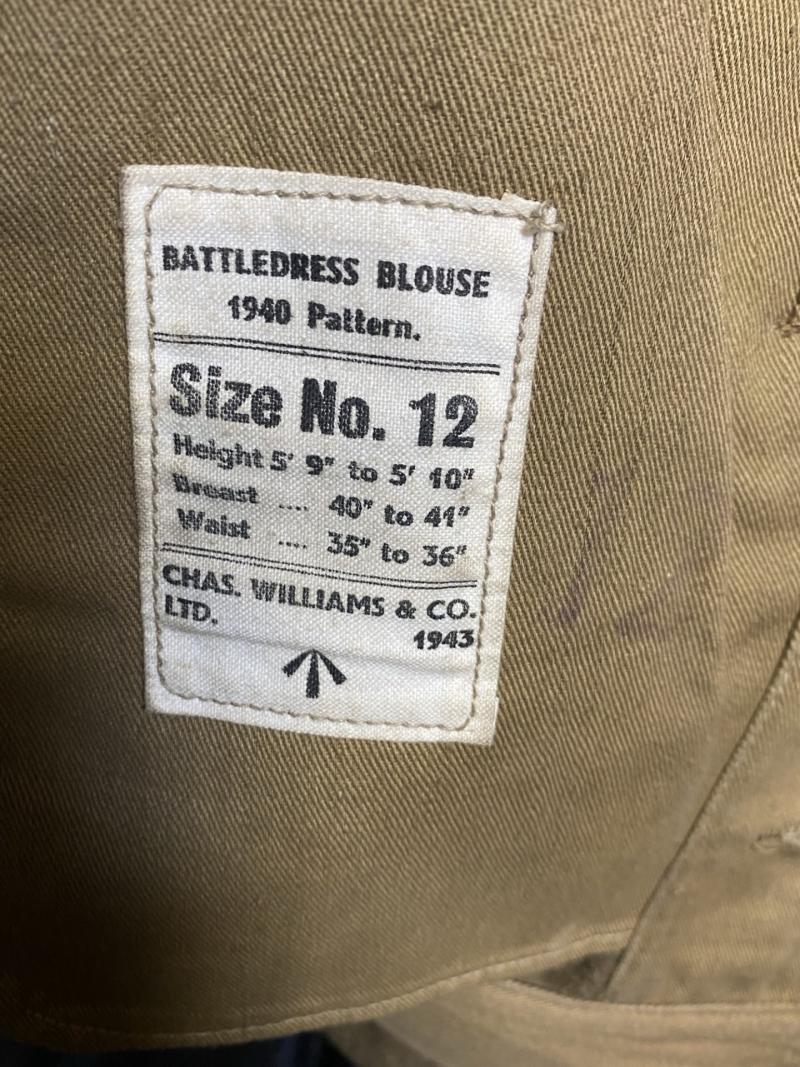 BATTLEDRESS BLOUSE
1940 Pattern.
Size No. 12
Height 5' 9" to 5' 10"
Breast .... 40" to 41"
Waist .... 35" to 36"
CHAS. WILLIAMS & CO.
LTD.
1943